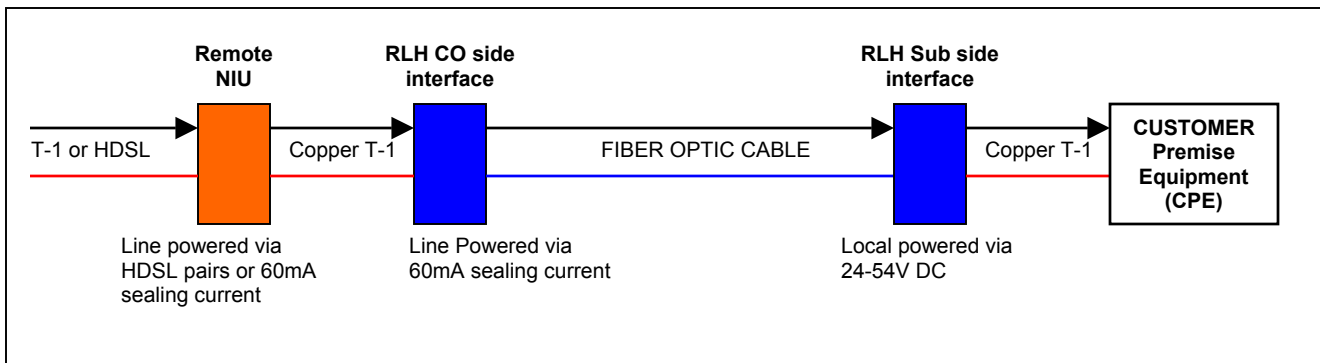 Remote
NIU
RLH CO side
interface
RLH Sub side
interface
T-1 or HDSL
Copper T-1
FIBER OPTIC CABLE
Copper T-1
CUSTOMER
Premise
Equipment
(CPE)
Line powered via
HDSL pairs or 60mA
sealing current
Line Powered via
60mA sealing current
Local powered via
24-54V DC